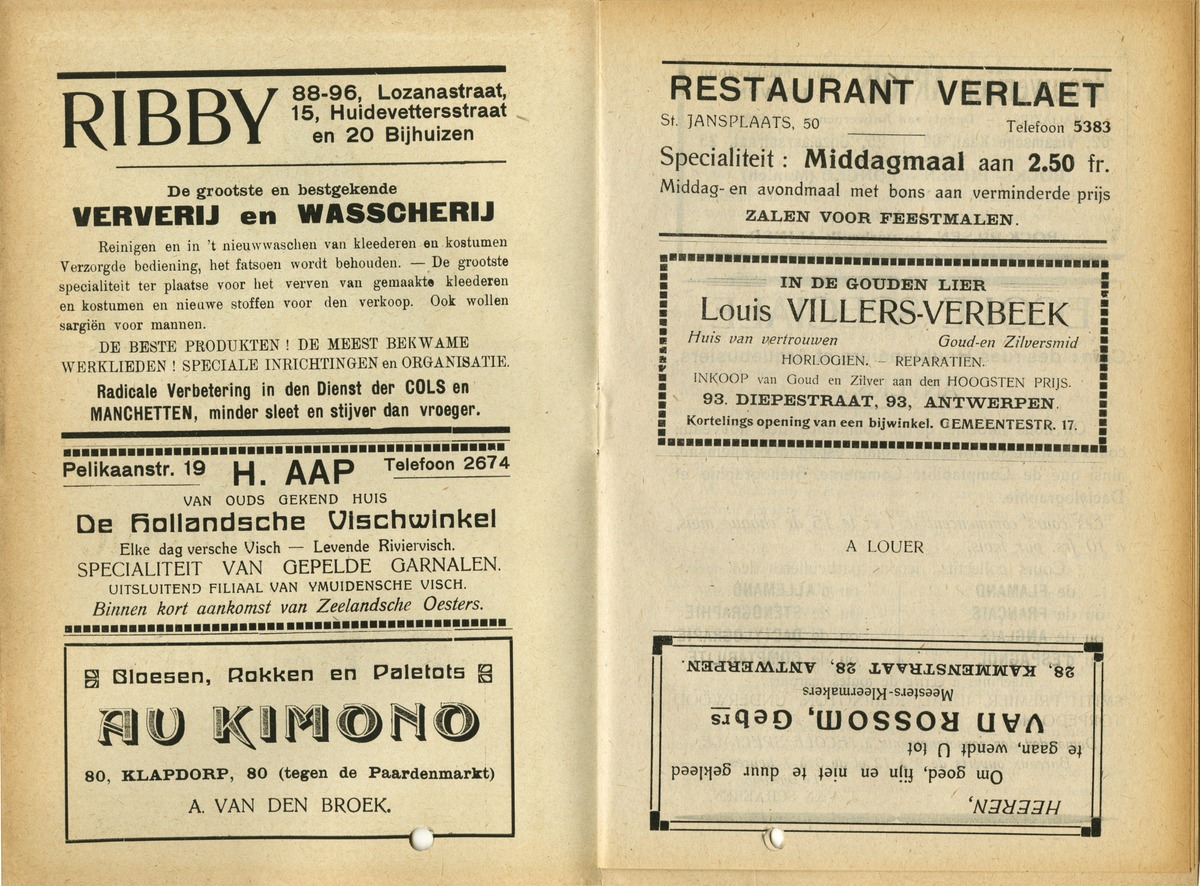 RIBBY
88-96, Lozanastraat,
15, Huidevettersstraat
en 20 Bijhuizen
De grootste en bestgekende
VERVERIJ en WASSCHERIJ
Reinigen en in 't nieuwwaschen van kleederen en kostumen
Verzorgde bediening, het fatsoen wordt behouden. — De grootste
specialiteit ter plaatse voor het verven van gemaakte kleederen
en kostumen en nieuwe stoffen voor den verkoop. Ook wollen
sargiën voor mannen.
DE BESTE PRODUKTEN ! DE MEEST BEKWAME
WERKLIEDEN ! SPECIALE INRICHTINGEN en ORGANISATIE.
Radicale Verbetering in den Dienst der COLS en
MANCHETTEN, minder sleet en stijver dan vroeger.
Pelikaanstr. 19 H. AAP Telefoon 2674
VAN OUDS GEKEND HUIS
De Hollandsche Vischwinkel
Elke dag versche Visch — Levende Riviervisch.
SPECIALITEIT VAN GEPELDE GARNALEN.
UITSLUITEND FILIAAL VAN YMUIDENSCHE VISCH.
Binnen kort aankomst van Zeelandsche Oesters.
Bloesen, Rokken en Paletots
AU KIMONO
80, KLAPDORP, 80 (tegen de Paardenmarkt)
A. VAN DEN BROEK.
RESTAURANT VERLAET
St. JANSPLAATS, 50 Telefoon 5383
Specialiteit : Middagmaal aan 2.50 fr.
Middag- en avondmaal met bons aan verminderde prijs
ZALEN VOOR FEESTMALEN.
IN DE GOUDEN LIER
Louis VILLERS-VERBEEK
Huis van vertrouwen Goud-en Zilversmid
HORLOGIEN. – REPARATIEN.
INKOOP van Goud en Zilver aan den HOOGSTEN PRIJS.
93. DIEPESTRAAT, 93, ANTWERPEN.
Kortelings opening van een bijwinkel. GEMEENTESTR. 17.
A LOUER
HEEREN,
Om goed, fijn en niet te duur gekleed
te gaan, wendt U tot
VAN ROSSOM, Gebrs
Meesters-Kleermakers
28, KAMMENSTRAAT 28, ANTWERPEN.